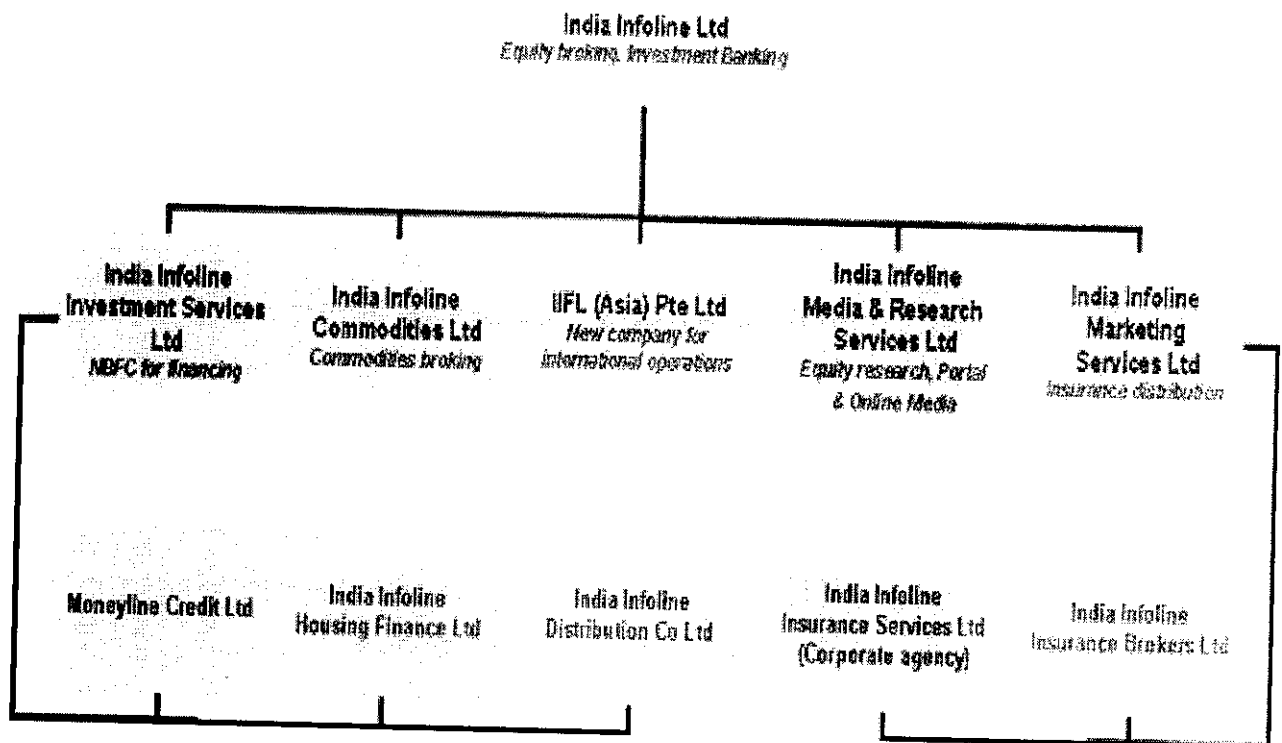 India Infoline Ltd
Equity broking, Investment Banking
India Infoline
Investment Services
Ltd
NBFC for financing
India Infoline
Commodities Ltd
Commodities broking
IIFL (Asia) Pte Ltd
New company for
international operations
India Infoline
Media & Research
Services Ltd
Equity research, Portal
& Online Media
India Infoline
Marketing
Services Ltd
Insurance distribution
Moneyline Credit Ltd
India Infoline
Housing Finance Ltd
India Infoline
Distribution Co Ltd
India Infoline
Insurance Services Ltd
(Corporate agency)
India Infoline
Insurance Brokers Ltd